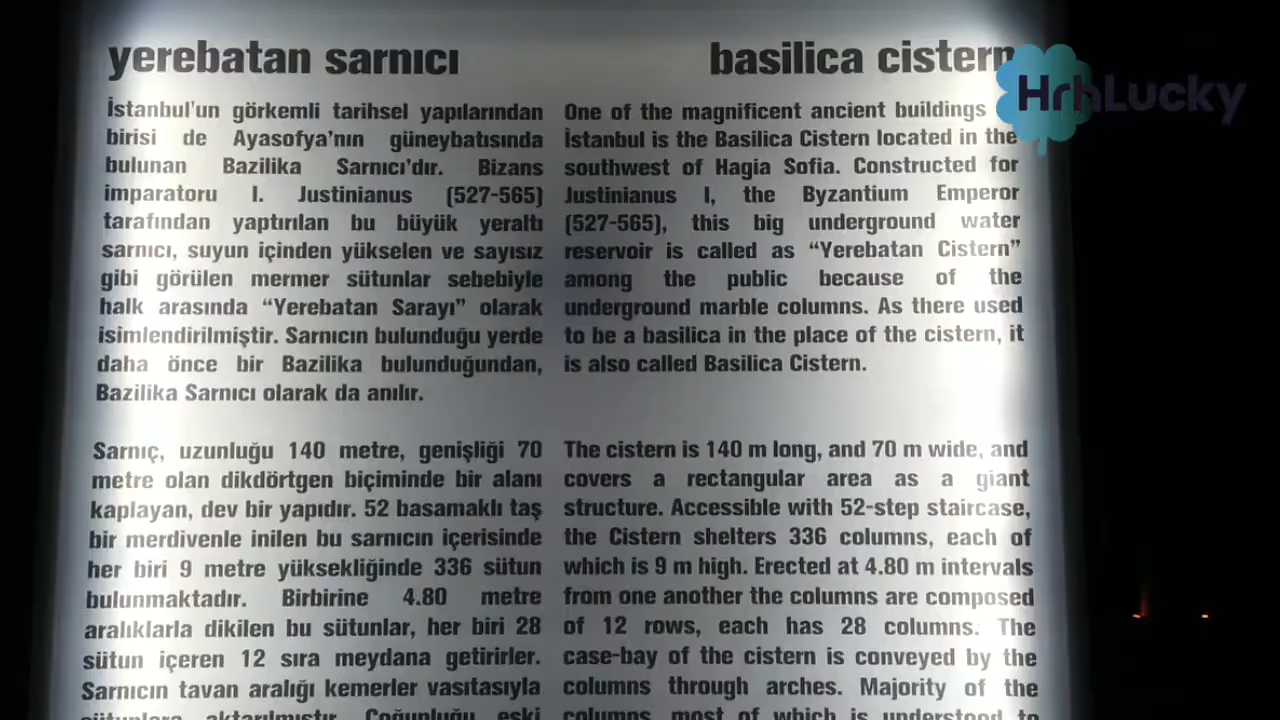 yerebatan sarnıcı
İstanbul'un görkemli tarihsel yapılarından
birisi de Ayasofya'nın güneybatısında
bulunan Bazilika Sarnıcı'dır. Bizans
imparatoru I. Justinianus (527-565)
tarafından yaptırılan bu büyük yeraltı
sarnıcı, suyun içinden yükselen ve sayısız
gibi görülen mermer sütunlar sebebiyle
halk arasında “Yerebatan Sarayı” olarak
isimlendirilmiştir. Sarnıcın bulunduğu yerde
daha önce bir Bazilika bulunduğundan,
Bazilika Sarnıcı olarak da anılır.
Sarnıç, uzunluğu 140 metre, genişliği 70
metre olan dikdörtgen biçiminde bir alanı
kaplayan, dev bir yapıdır. 52 basamaklı taş
bir merdivenle inilen bu sarnıcın içerisinde
her biri 9 metre yüksekliğinde 336 sütun
bulunmaktadır. Birbirine 4.80 metre
aralıklarla dikilen bu sütunlar, her biri 28
sütun içeren 12 sıra meydana getirirler.
Sarnıcın tavan aralığı kemerler vasıtasıyla
sütunlara aktarılmıştır. Çoğunluğu eski
basilica cistern
One of the magnificent ancient buildings
İstanbul is the Basilica Cistern located in the
southwest of Hagia Sofia. Constructed for
Justinianus I, the Byzantium Emperor
(527-565), this big underground water
reservoir is called as “Yerebatan Cistern”
among the public because of the
underground marble columns. As there used
to be a basilica in the place of the cistern, it
is also called Basilica Cistern.
The cistern is 140 m long, and 70 m wide, and
covers a rectangular area as a giant
structure. Accessible with 52-step staircase,
the Cistern shelters 336 columns, each of
which is 9 m high. Erected at 4.80 m intervals
from one another the columns are composed
of 12 rows, each has 28 columns. The
case-bay of the cistern is conveyed by the
columns through arches. Majority of the
columns, most of which is understood to
HrhLucky